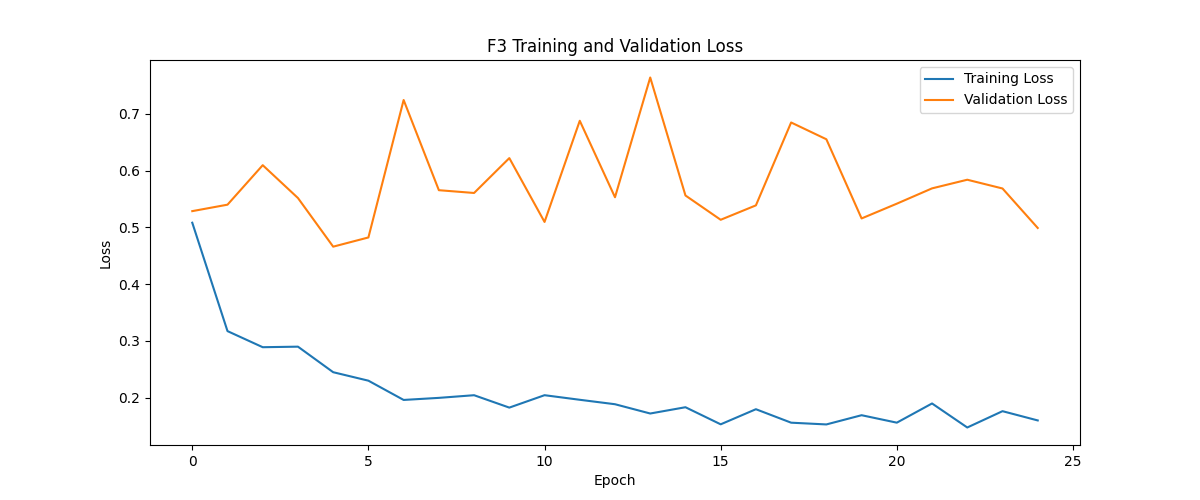 F3 Training and Validation Loss
Training Loss
Validation Loss
Loss
0.7
0.6
0.5
0.4
0.3
0.2
0 5 10 15 20 25
Epoch